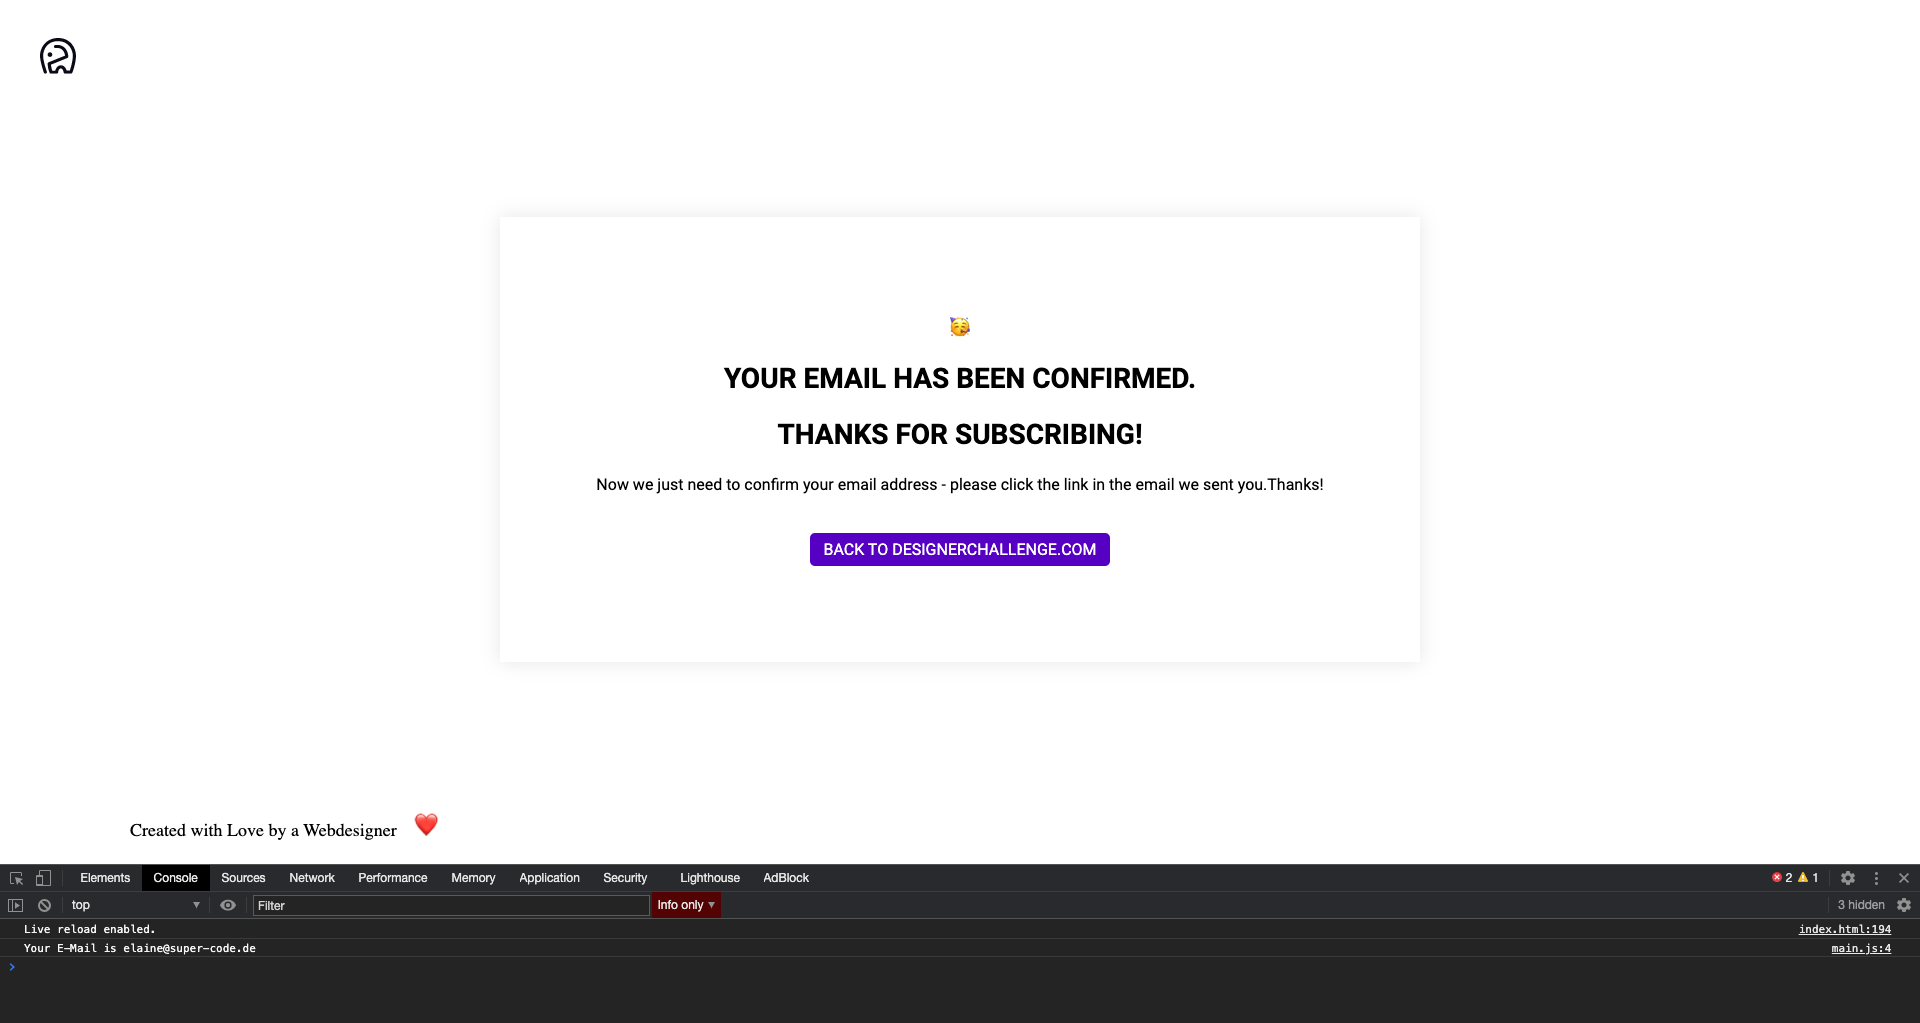 YOUR EMAIL HAS BEEN CONFIRMED.
THANKS FOR SUBSCRIBING!
Now we just need to confirm your email address - please click the link in the email we sent you.Thanks!
BACK TO DESIGNERCHALLENGE.COM
Created with Love by a Webdesigner
Elements Console Sources Network Performance Memory Application Security Lighthouse AdBlock 2 1
top Filter Info only 3 hidden
Live reload enabled. index.html:194
Your E-Mail is elaine@super-code.de main.js:4